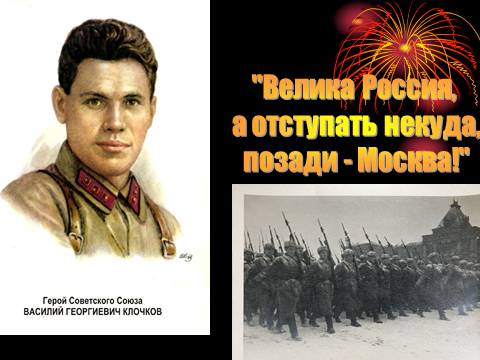 "Велика Россия,
а отступать некуда,
позади - Москва!"
Герой Советского Союза
ВАСИЛИЙ ГЕОРГИЕВИЧ КЛОЧКОВ